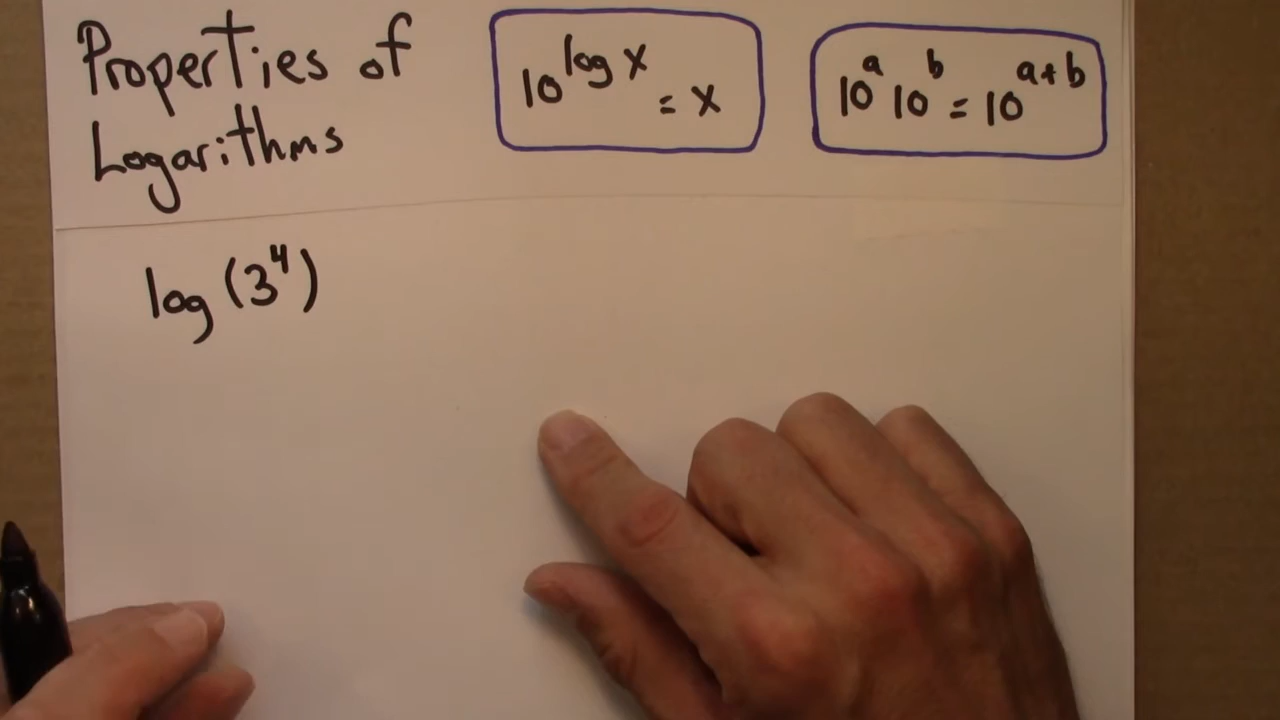 Properties of
Logarithms
10^{log x} = x
10^a 10^b = 10^{a+b}
log (3^4)